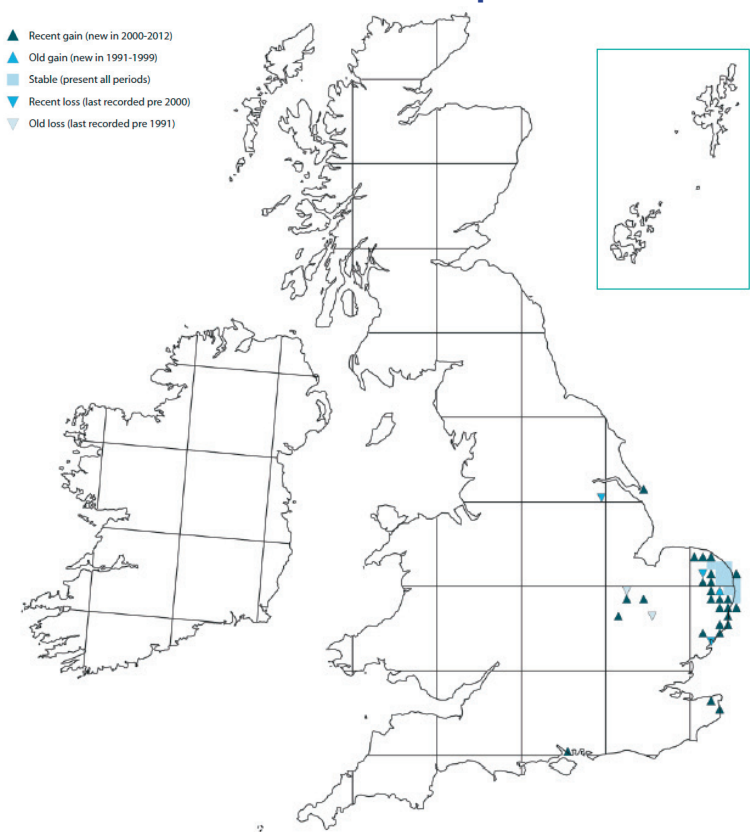 Recent gain (new in 2000-2012)
Old gain (new in 1991-1999)
Stable (present all periods)
Recent loss (last recorded pre 2000)
Old loss (last recorded pre 1991)